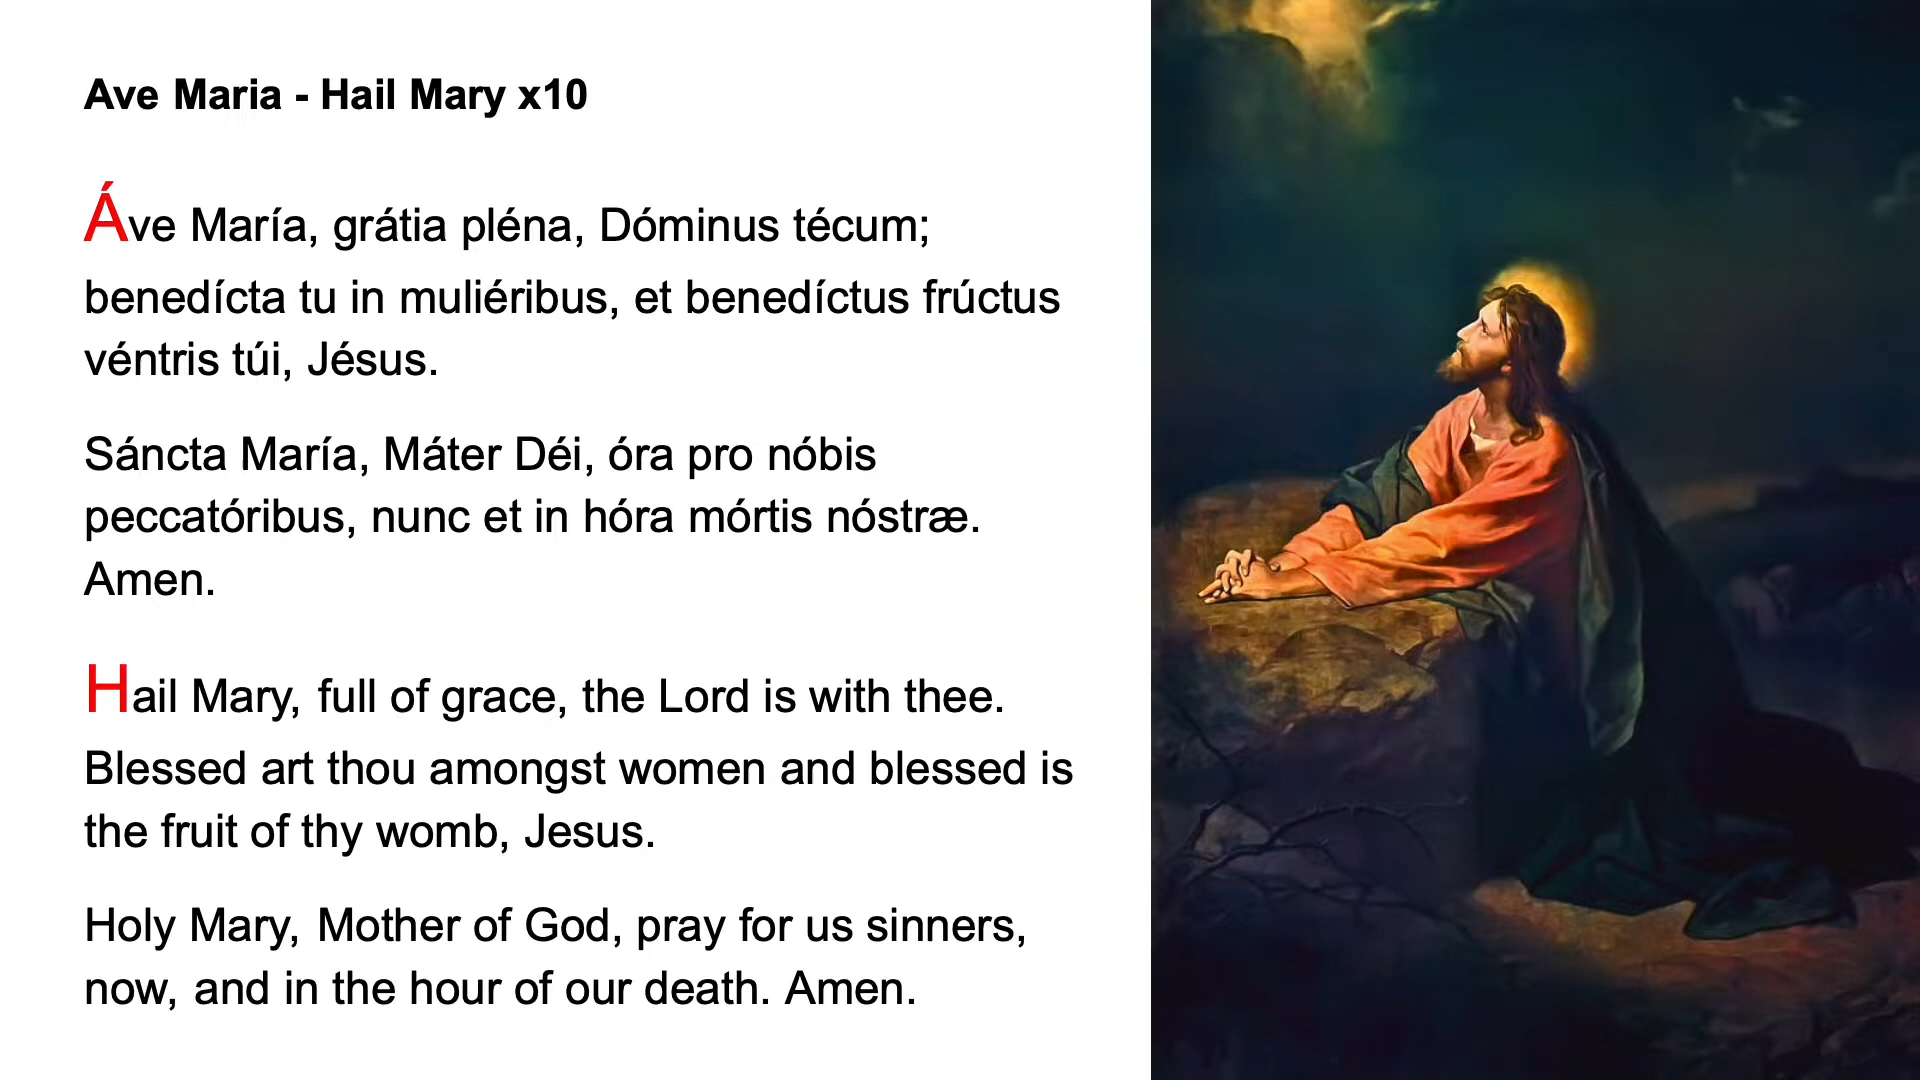 Ave Maria - Hail Mary x10
Áve María, grátia pléna, Dóminus técum;
benedícta tu in muliéribus, et benedíctus frúctus
véntris túi, Jésus.
Sáncta María, Máter Déi, óra pro nóbis
peccatóribus, nunc et in hóra mórtis nóstræ.
Amen.
Hail Mary, full of grace, the Lord is with thee.
Blessed art thou amongst women and blessed is
the fruit of thy womb, Jesus.
Holy Mary, Mother of God, pray for us sinners,
now, and in the hour of our death. Amen.